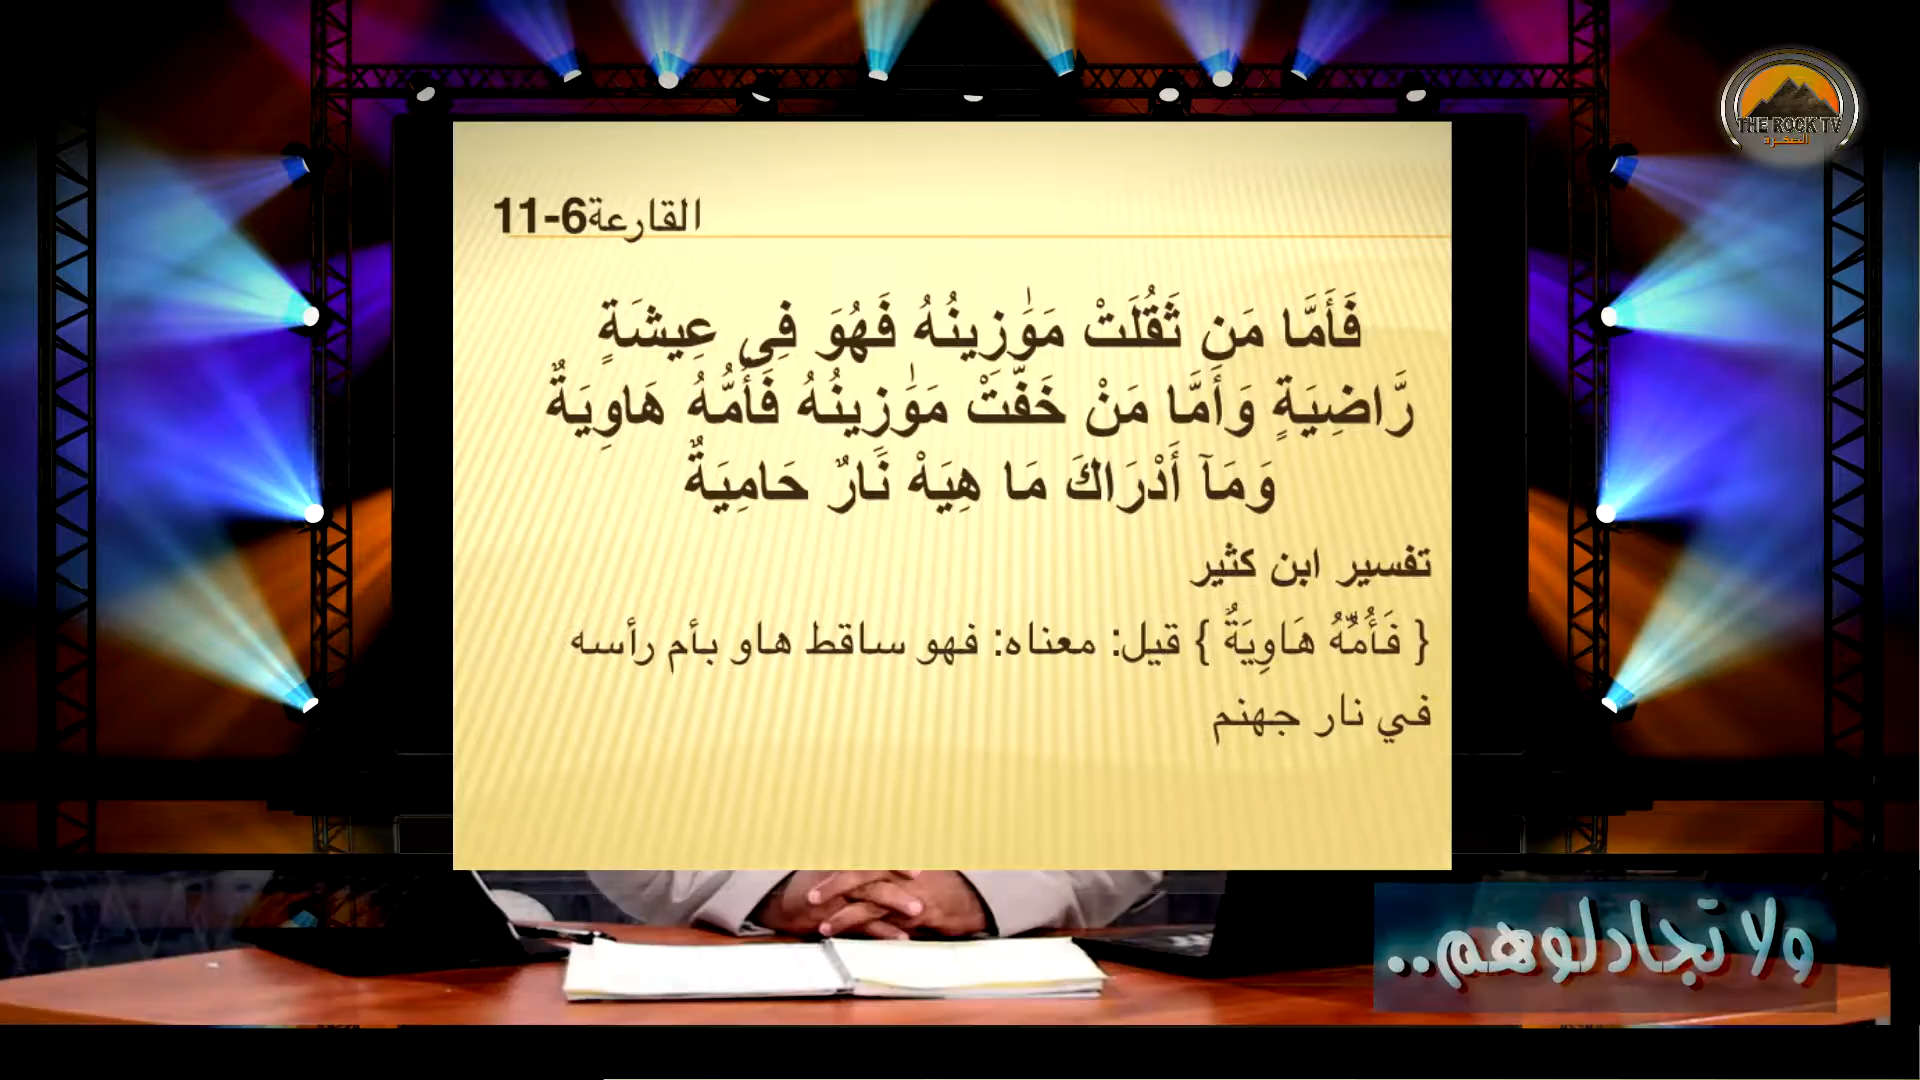 THE ROCK TV
الصخرة
القارعة6-11
فَأَمَّا مَن ثَقُلَتْ مَوَٰزِينُهُ فَهُوَ فِى عِيشَةٍ
رَّاضِيَةٍ وَأَمَّا مَنْ خَفَّتْ مَوَٰزِينُهُ فَأُمُّهُ هَاوِيَةٌ
وَمَآ أَدْرَاكَ مَا هِيَهْ نَارٌ حَامِيَةٌ
تفسير ابن كثير
{ فَأُمُّهُ هَاوِيَةٌ } قيل: معناه: فهو ساقط هاو بأم رأسه
في نار جهنم
ولا تجادلوهم..